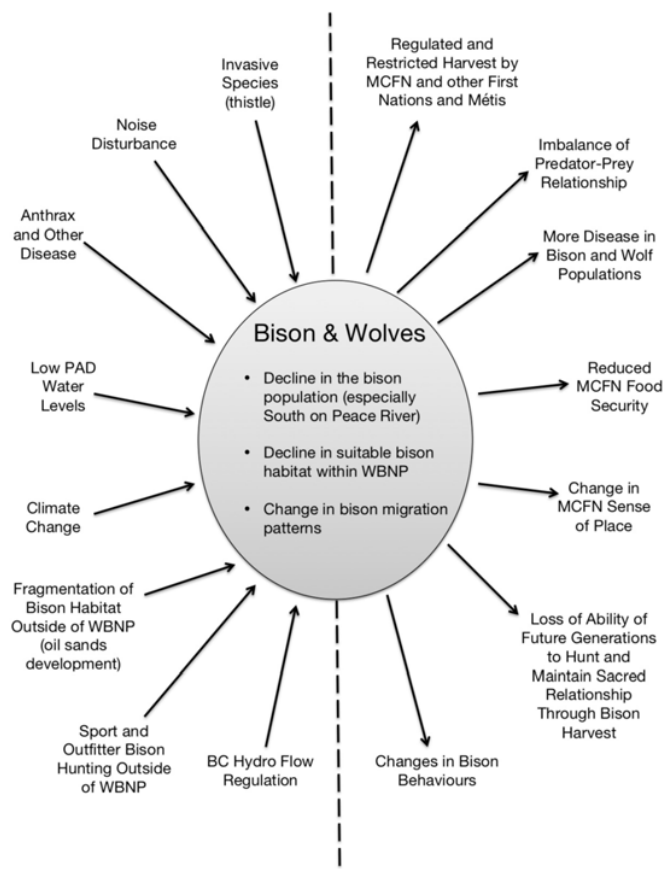 Invasive
Species
(thistle)
Noise
Disturbance
Anthrax
and Other
Disease
Low PAD
Water
Levels
Climate
Change
Fragmentation of
Bison Habitat
Outside of WBNP
(oil sands
development)
Sport and
Outfitter Bison
Hunting Outside
of WBNP
BC Hydro Flow
Regulation
Bison & Wolves
• Decline in the bison
population (especially
South on Peace River)
• Decline in suitable bison
habitat within WBNP
• Change in bison migration
patterns
Regulated and
Restricted Harvest by
MCFN and other First
Nations and Métis
Imbalance of
Predator-Prey
Relationship
More Disease in
Bison and Wolf
Populations
Reduced
MCFN Food
Security
Change in
MCFN Sense
of Place
Loss of Ability of
Future Generations
to Hunt and
Maintain Sacred
Relationship
Through Bison
Harvest
Changes in Bison
Behaviours